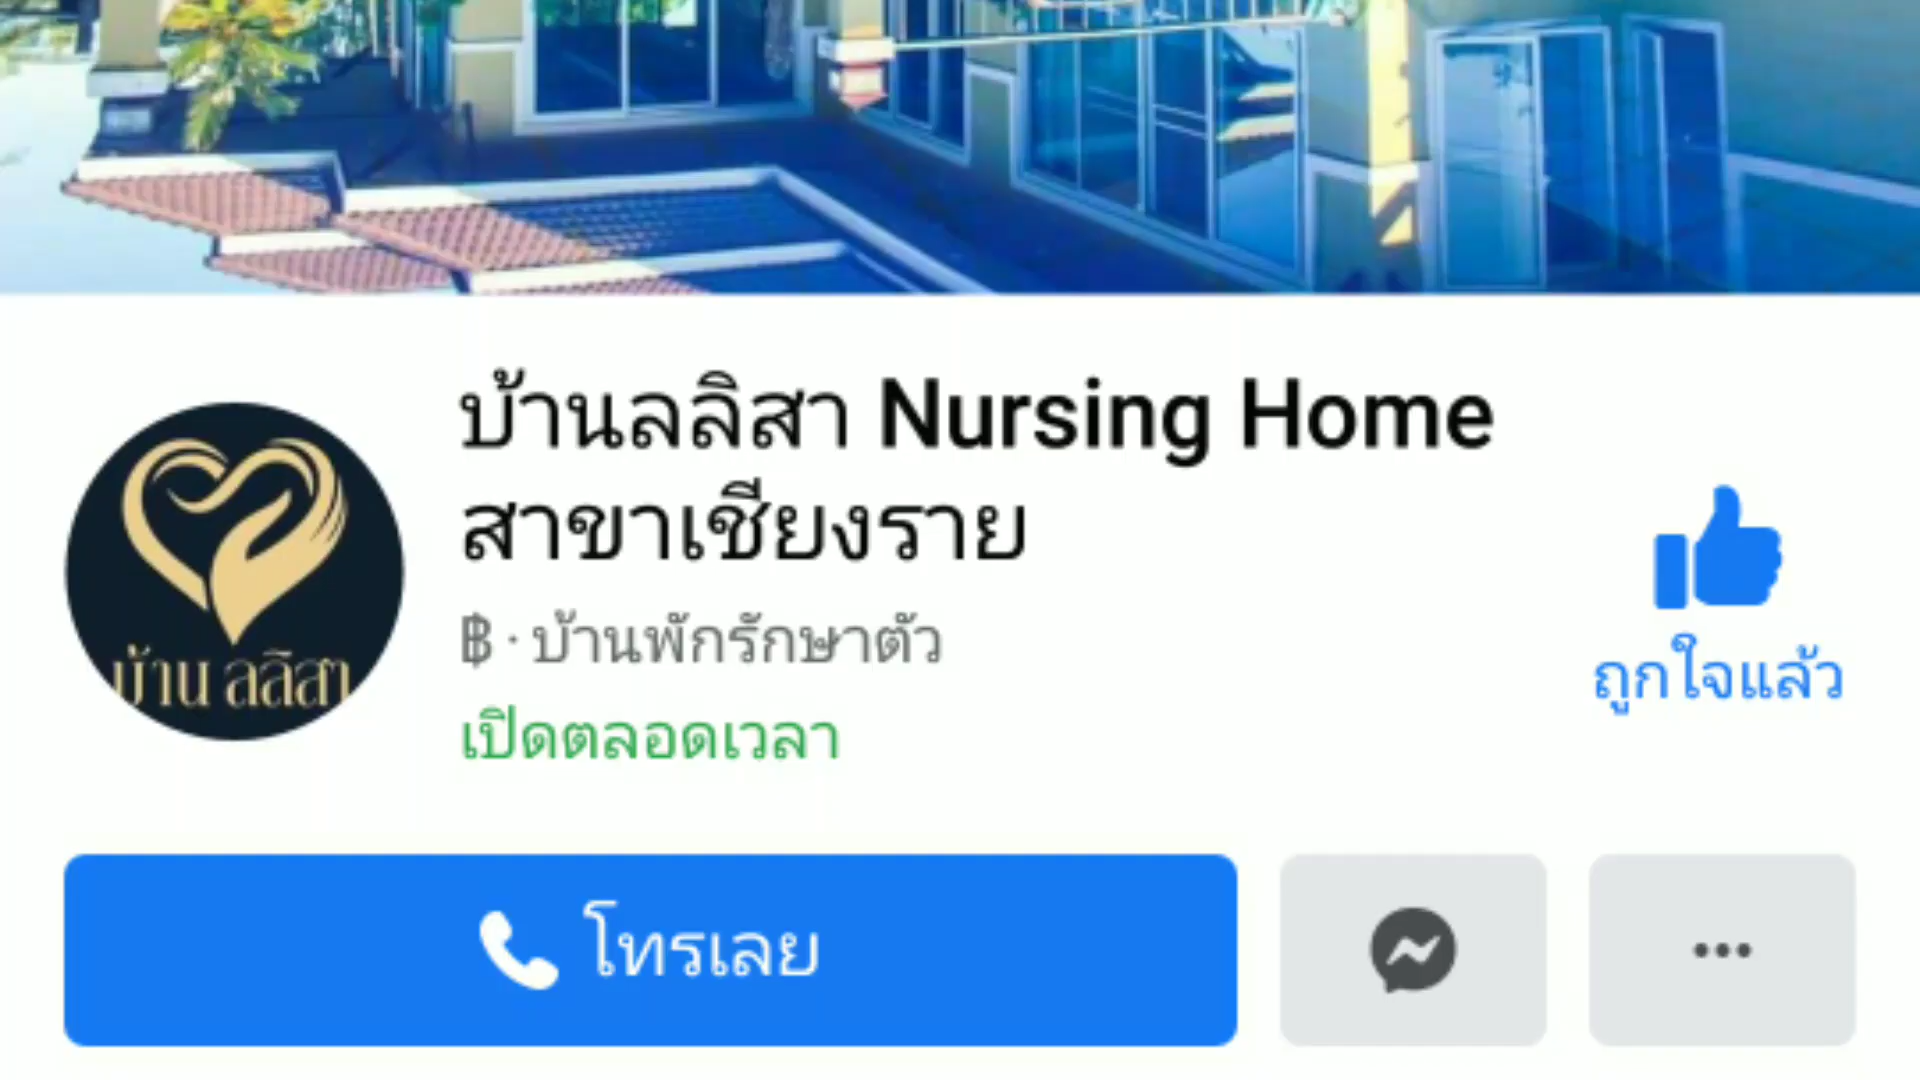 บ้านลลิสา Nursing Home
สาขาเชียงราย
฿ · บ้านพักรักษาตัว
เปิดตลอดเวลา
บ้าน ลลิสา
ถูกใจแล้ว
โทรเลย